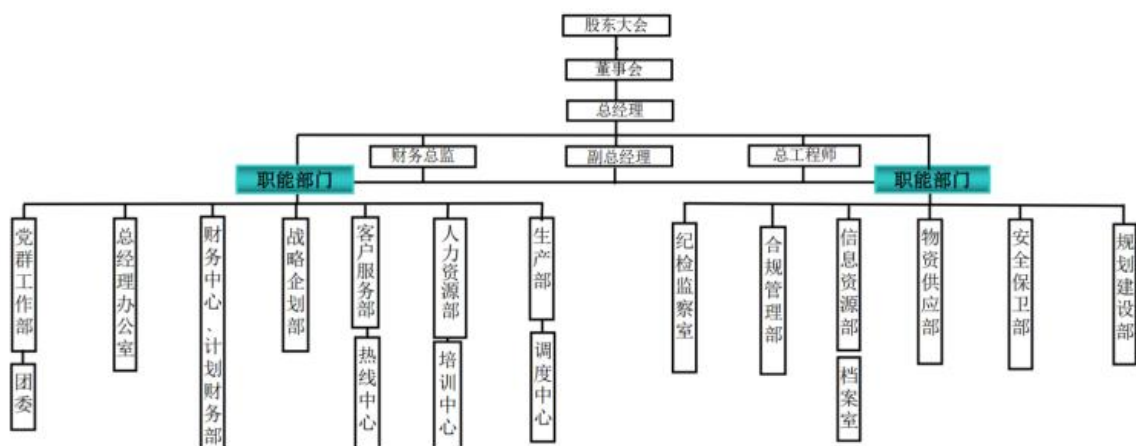 股东大会
董事会
总经理
财务总监
副总经理
总工程师
职能部门
职能部门
党群工作部
总经理办公室
财务中心、计划财务部
战略企划部
客户服务部
人力资源部
生产部
纪检监察室
合规管理部
信息资源部
物资供应部
安全保卫部
规划建设部
团委
热线中心
培训中心
调度中心
档案室